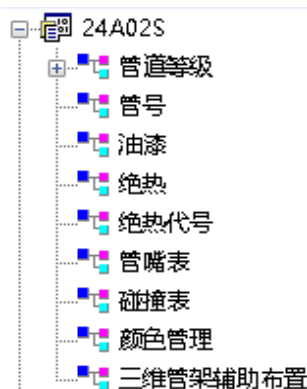 24A02S
管道等级
管号
油漆
绝热
绝热代号
管嘴表
碰撞表
颜色管理
三维管架辅助布置